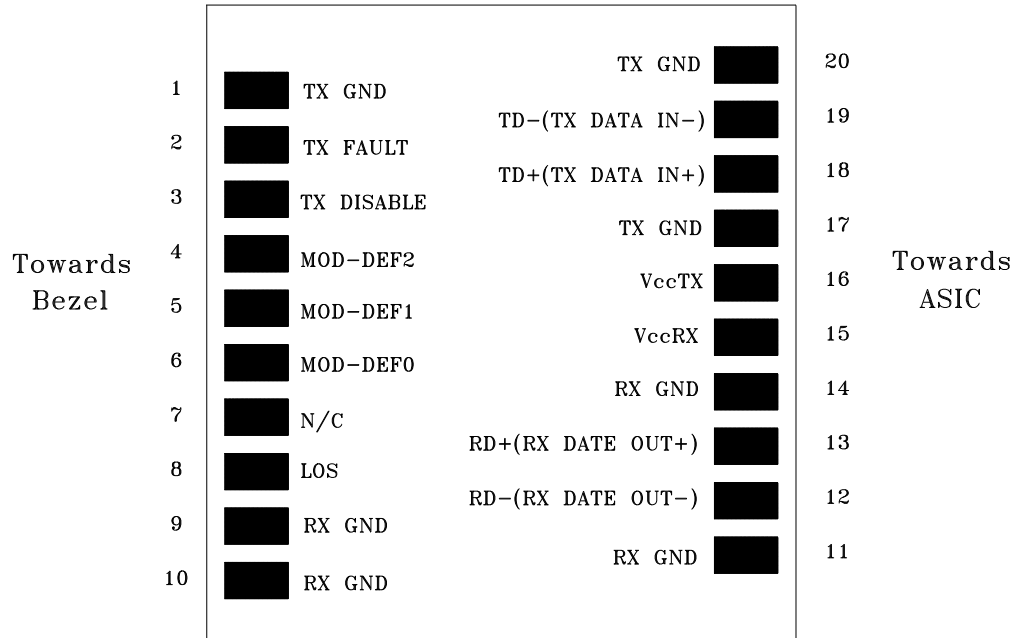 20
TX GND
1
TX GND
19
TD-(TX DATA IN-)
2
TX FAULT
18
TD+(TX DATA IN+)
3
TX DISABLE
17
TX GND
4
MOD-DEF2
Towards
Bezel
Towards
ASIC
16
VccTX
5
MOD-DEF1
15
VccRX
6
MOD-DEF0
14
RX GND
7
N/C
13
RD+(RX DATE OUT+)
8
LOS
12
RD-(RX DATE OUT-)
9
RX GND
11
RX GND
10
RX GND